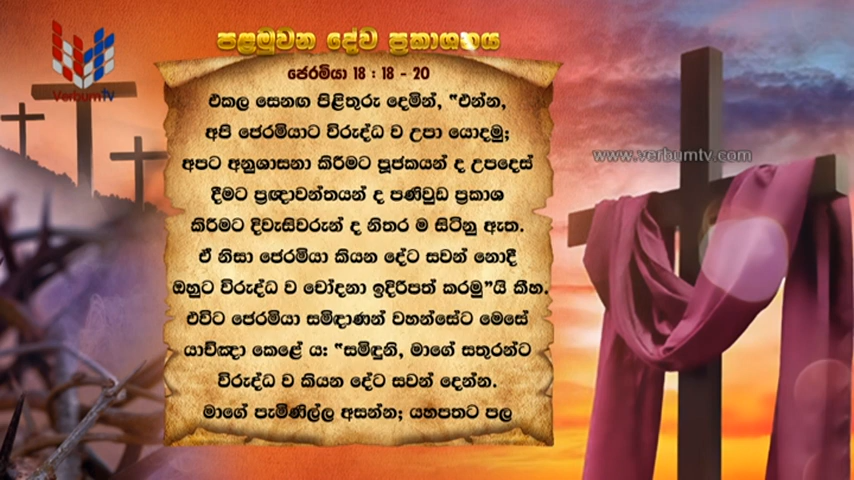 VerbumTV
පළමුවන දේව ප්‍රකාශනය
ජෙරමියා 18 : 18 - 20
එකල සෙනඟ පිළිතුරු දෙමින්, “එන්න,
අපි ජෙරමියාට විරුද්ධ ව උපා යොදමු;
අපට අනුශාසනා කිරීමට පූජකයන් ද උපදෙස්
දීමට ප්‍රඥාවන්තයන් ද පණිවුඩ ප්‍රකාශ
කිරීමට දිවැසිවරුන් ද නිතර ම සිටිනු ඇත.
ඒ නිසා ජෙරමියා කියන දේට සවන් නොදී
ඔහුට විරුද්ධ ව චෝදනා ඉදිරිපත් කරමු”යි කීහ.
එවිට ජෙරමියා සමිඳාණන් වහන්සේට මෙසේ
යාච්ඤා කෙළේ ය: “සමිඳුනි, මාගේ සතුරන්ට
විරුද්ධ ව කියන දේට සවන් දෙන්න.
මාගේ පැමිණිල්ල අසන්න; යහපතට පල
www.verbumtv.com